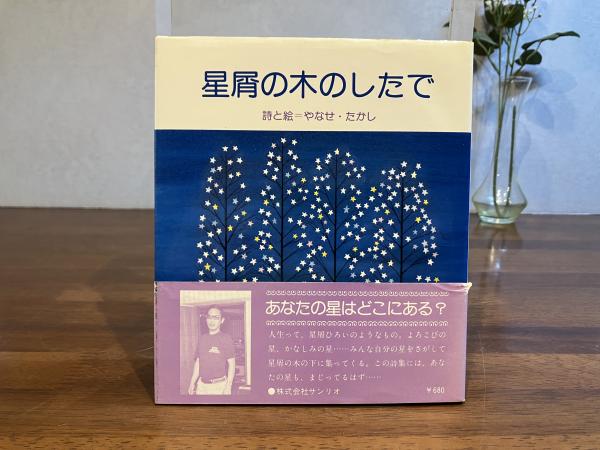 星屑の木のしたで
詩と絵=やなせ・たかし
あなたの星はどこにある?
人生って、星屑ひろいのようなもの。よろこびの
星、かなしみの星……みんな自分の星をさがして
星屑の木の下に集ってくる。この詩集には、あな
たの星も、まじってるはず……
●株式会社サンリオ
¥680